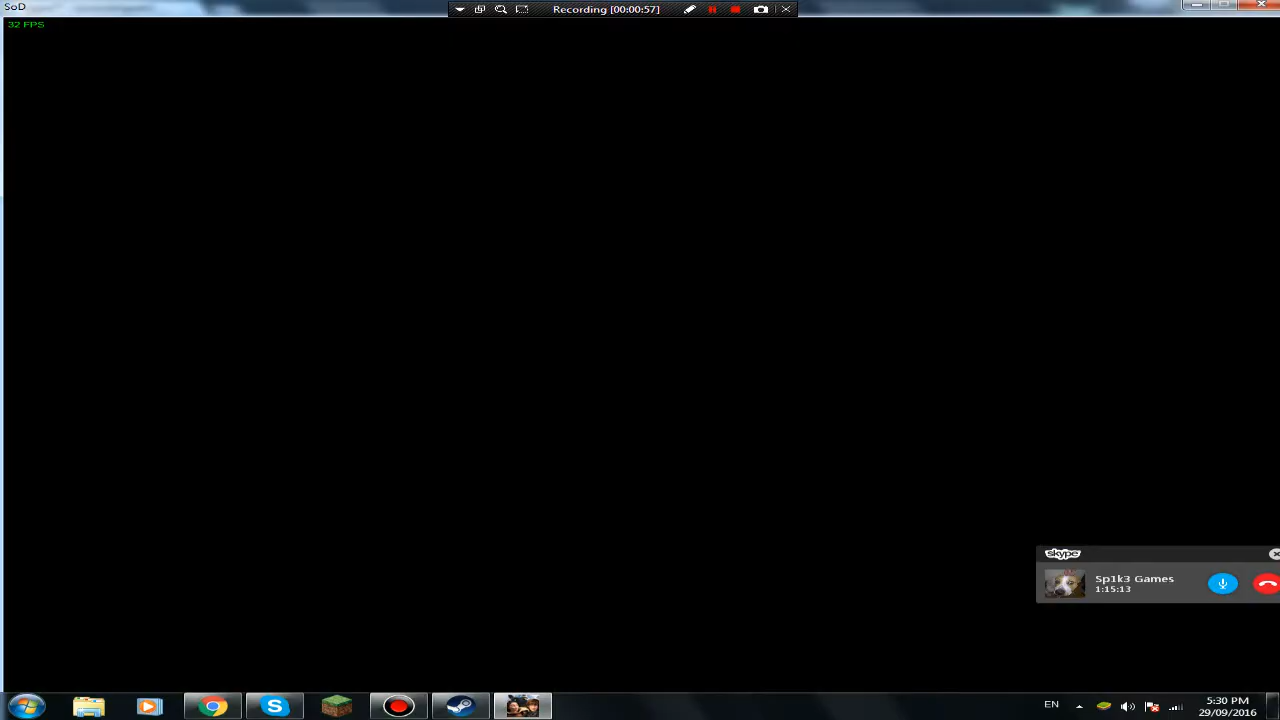 SoD
Recording [00:00:57]
32 FPS
skype
Sp1k3 Games
1:15:13
EN
5:30 PM
29/09/2016